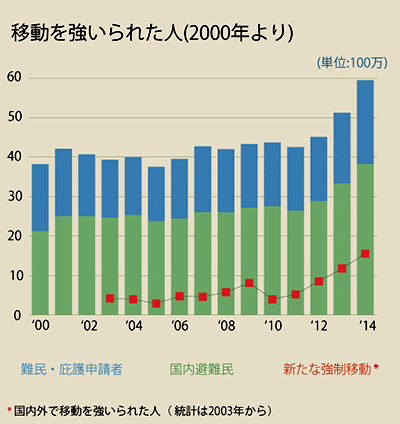 移動を強いられた人(2000年より)
(単位:100万)
60
50
40
30
20
10
0
'00 '02 '04 '06 '08 '10 '12 '14
難民・庇護申請者 国内避難民 新たな強制移動*
*国内外で移動を強いられた人（統計は2003年から）